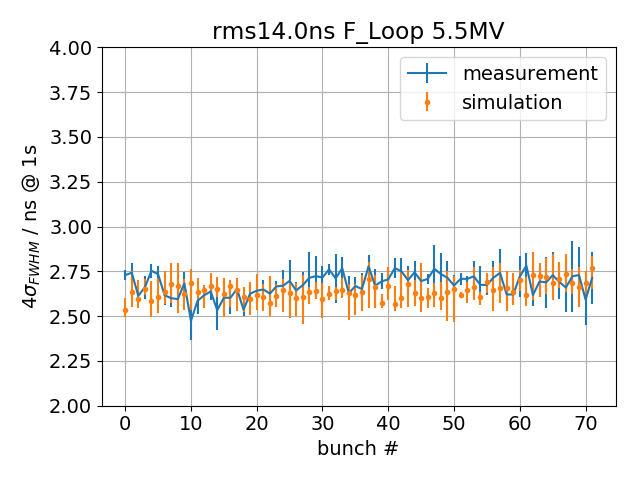 rms14.0ns F_Loop 5.5MV
4.00
3.75
3.50
3.25
3.00
2.75
2.50
2.25
2.00
4σFWHM / ns @ 1s
measurement
simulation
0 10 20 30 40 50 60 70
bunch #